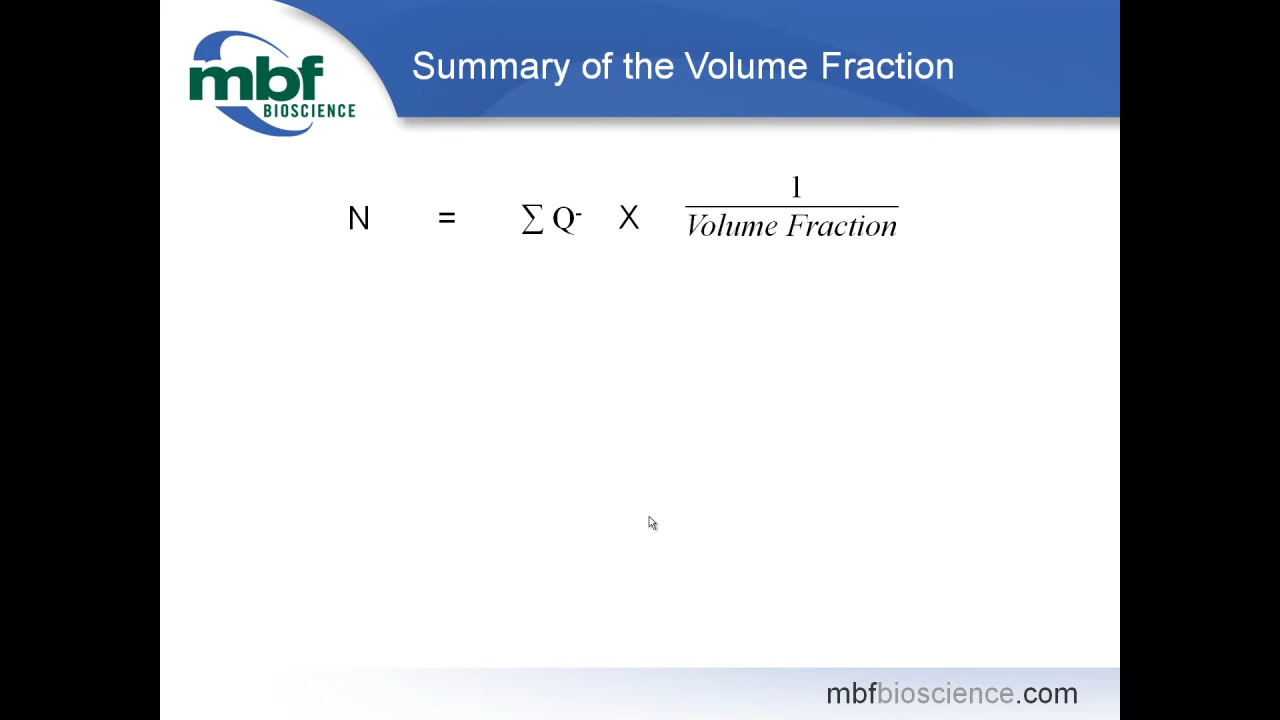 mbf
BIOSCIENCE
Summary of the Volume Fraction
N = ∑ Q- X 1
Volume Fraction
mbfbioscience.com